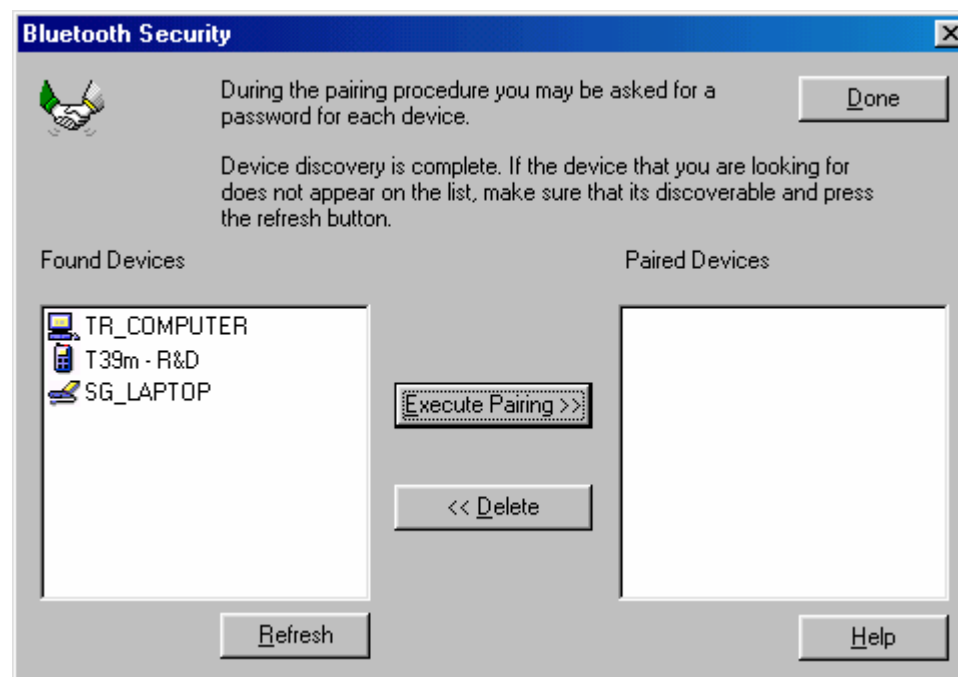 Bluetooth Security
During the pairing procedure you may be asked for a
password for each device.
Done
Device discovery is complete. If the device that you are looking for
does not appear on the list, make sure that its discoverable and press
the refresh button.
Found Devices
Paired Devices
TR_COMPUTER
T39m - R&D
SG_LAPTOP
Execute Pairing >>
<< Delete
Refresh
Help